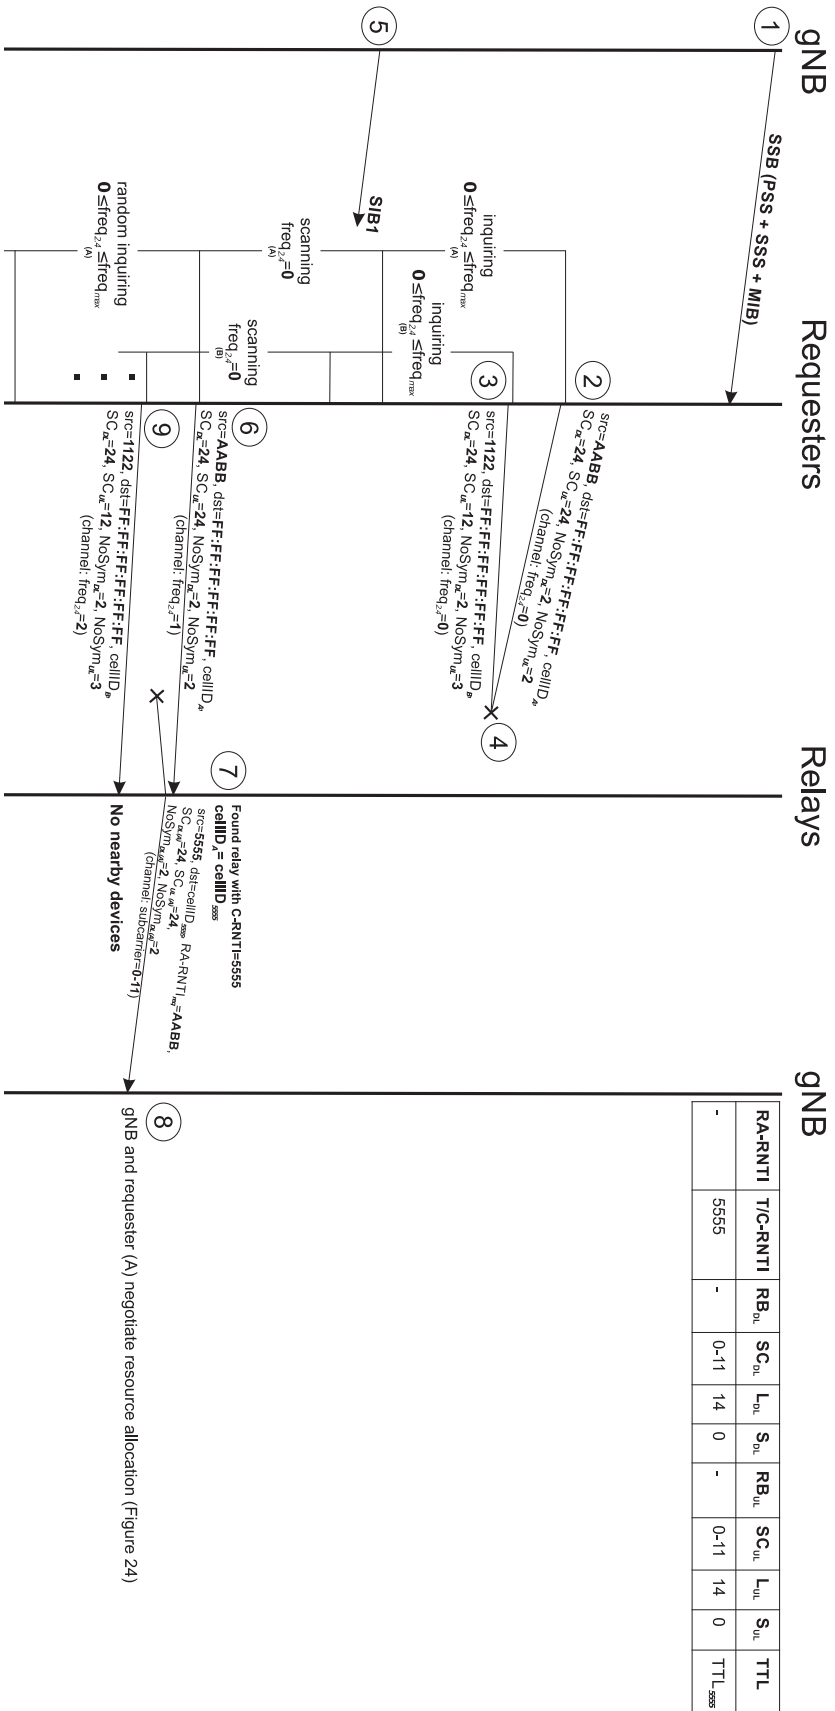 gNB
Requesters
Relays
gNB
RA-RNTI T/C-RNTI RB_DL SC_DL L_DL S_DL RB_UL SC_UL L_UL S_UL TTL
- 5555 - 0-11 14 0 - 0-11 14 0 TTL_5555
1
SSB (PSS + SSS + MIB)
2
src=AABB, dst=FF:FF:FF:FF:FF:FF, cellID_A,
SC_DL=24, SC_UL=24, NoSym_DL=2, NoSym_UL=2
(channel: freq_2.4=0)
inquiring
0≤freq_2.4≤freq_max
(A)
3
src=1122, dst=FF:FF:FF:FF:FF:FF, cellID_B,
SC_DL=24, SC_UL=12, NoSym_DL=2, NoSym_UL=3
(channel: freq_2.4=0)
4
inquiring
0≤freq_2.4≤freq_max
(B)
5
SIB1
scanning
freq_2.4=0
(A)
scanning
freq_2.4=0
(B)
6
src=AABB, dst=FF:FF:FF:FF:FF:FF, cellID_A,
SC_DL=24, SC_UL=24, NoSym_DL=2, NoSym_UL=2
(channel: freq_2.4=1)
7
Found relay with C-RNTI=5555
cellID_A= cellID_5555
src=5555, dst=cellID_5555, RA-RNTI_req=AABB,
SC_DL(A)=24, SC_UL(A)=24,
NoSym_DL(A)=2, NoSym_DL(A)=2
(channel: subcarrier=0-11)
8
gNB and requester (A) negotiate resource allocation (Figure 24)
random inquiring
0≤freq_2.4≤freq_max
(A)
9
src=1122, dst=FF:FF:FF:FF:FF:FF, cellID_B,
SC_DL=24, SC_UL=12, NoSym_DL=2, NoSym_UL=3
(channel: freq_2.4=2)
No nearby devices